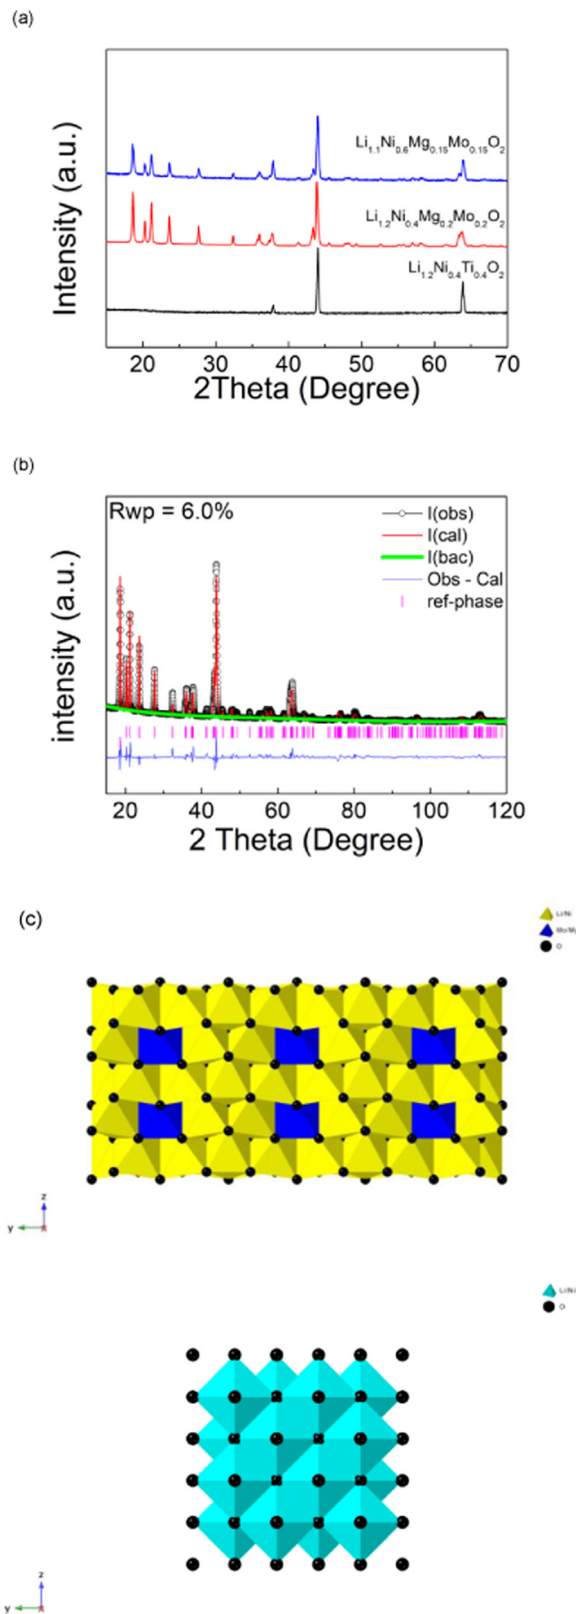 (a)
Intensity (a.u.)
Li1.1Ni0.6Mg0.15Mo0.15O2
Li1.2Ni0.4Mg0.2Mo0.2O2
Li1.2Ni0.4Ti0.4O2
20 30 40 50 60 70
2Theta (Degree)
(b)
intensity (a.u.)
Rwp = 6.0%
I(obs)
I(cal)
I(bac)
Obs - Cal
ref-phase
20 40 60 80 100 120
2 Theta (Degree)
(c)
Li/Ni
Mo/Mg
O
z
y
x
Li/Ni
O
z
y
x